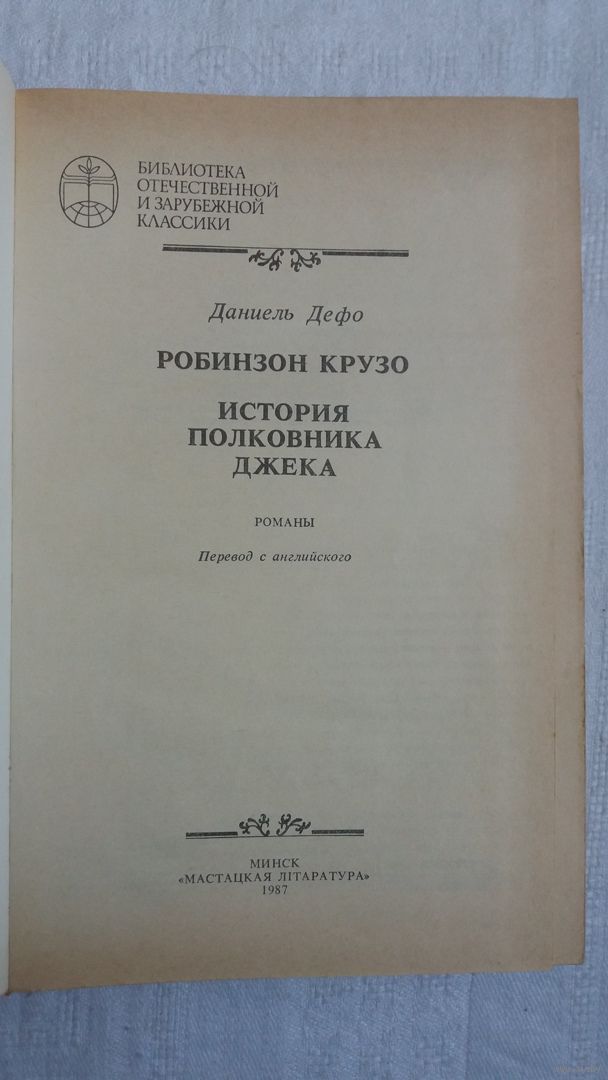 БИБЛИОТЕКА
ОТЕЧЕСТВЕННОЙ
И ЗАРУБЕЖНОЙ
КЛАССИКИ
Даниель Дефо
РОБИНЗОН КРУЗО
ИСТОРИЯ
ПОЛКОВНИКА
ДЖЕКА
РОМАНЫ
Перевод с английского
МИНСК
«МАСТАЦКАЯ ЛІТАРАТУРА»
1987